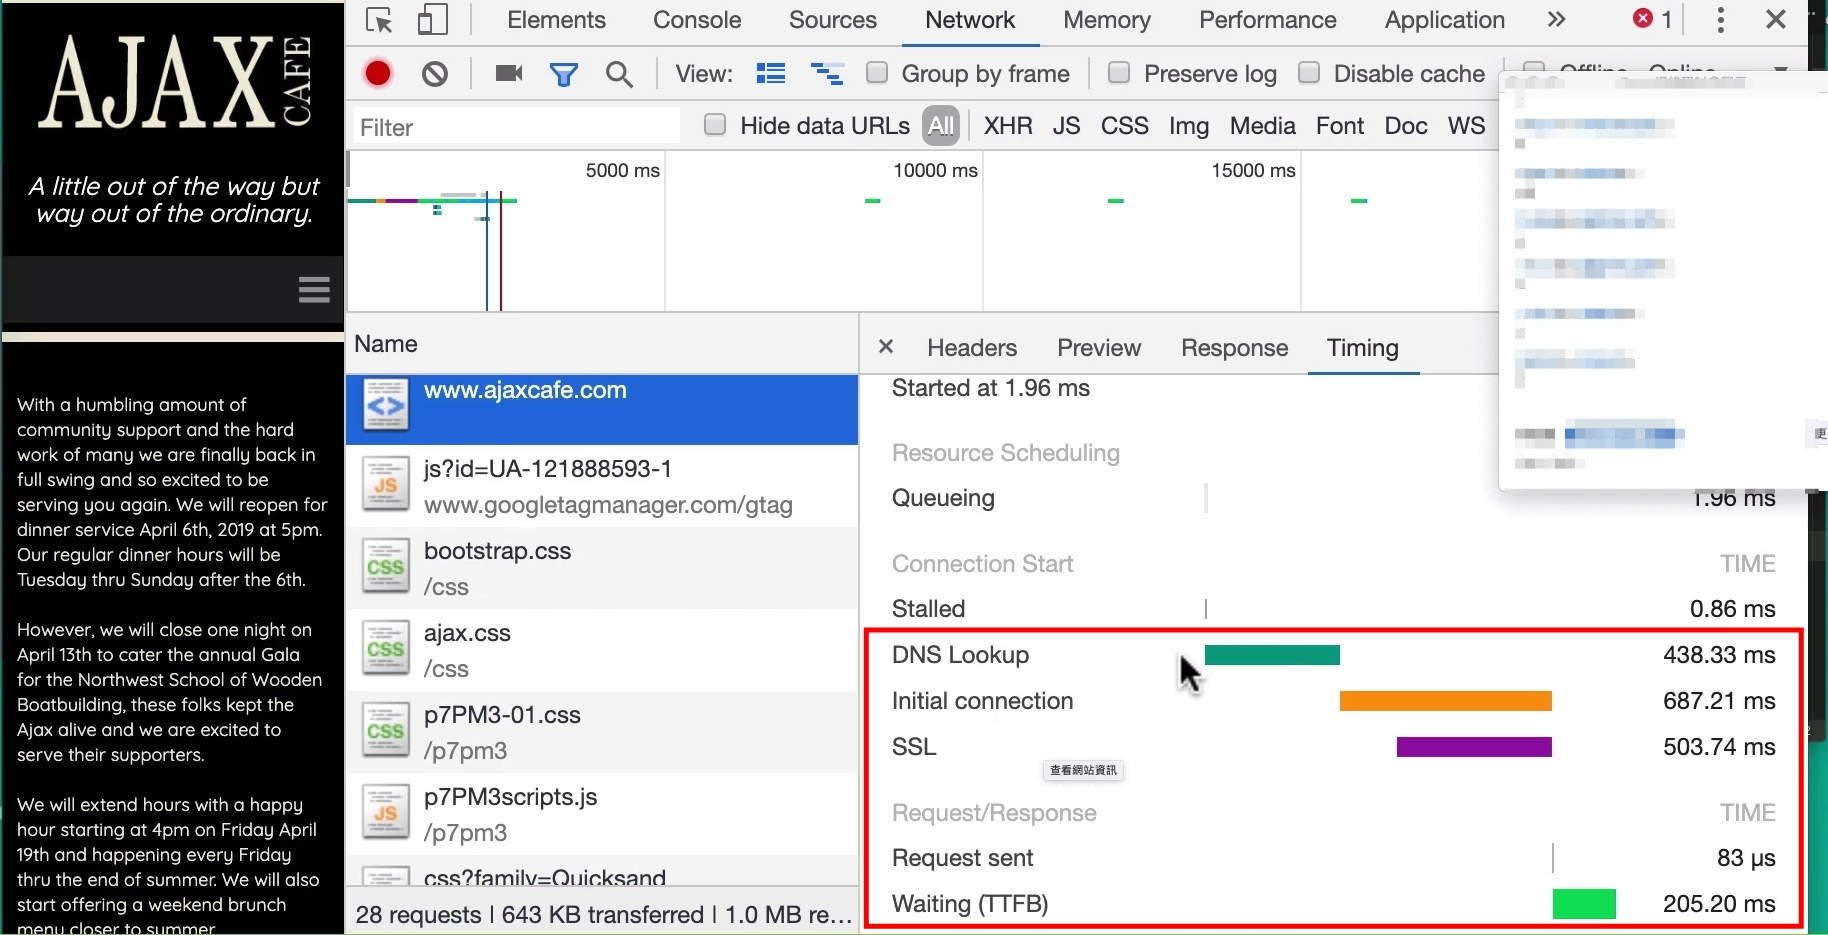 AJAX CAFE
A little out of the way but
way out of the ordinary.
With a humbling amount of
community support and the hard
work of many we are finally back in
full swing and so excited to be
serving you again. We will reopen for
dinner service April 6th, 2019 at 5pm.
Our regular dinner hours will be
Tuesday thru Sunday after the 6th.
However, we will close one night on
April 13th to cater the annual Gala
for the Northwest School of Wooden
Boatbuilding, these folks kept the
Ajax alive and we are excited to
serve their supporters.
We will extend hours with a happy
hour starting at 4pm on Friday April
19th and happening every Friday
thru the end of summer. We will also
start offering a weekend brunch
menu closer to summer
Elements Console Sources Network Memory Performance Application 1
View: Group by frame Preserve log Disable cache Offline Online
Filter Hide data URLs All XHR JS CSS Img Media Font Doc WS
5000 ms 10000 ms 15000 ms
Name
www.ajaxcafe.com
JS js?id=UA-121888593-1
www.googletagmanager.com/gtag
CSS bootstrap.css
/css
CSS ajax.css
/css
CSS p7PM3-01.css
/p7pm3
JS p7PM3scripts.js
/p7pm3
css?family=Quicksand
28 requests | 643 KB transferred | 1.0 MB re...
Headers Preview Response Timing
Started at 1.96 ms
Resource Scheduling
Queueing 1.96 ms
Connection Start TIME
Stalled 0.86 ms
DNS Lookup 438.33 ms
Initial connection 687.21 ms
SSL 503.74 ms
查看網站資訊
Request/Response TIME
Request sent 83 µs
Waiting (TTFB) 205.20 ms
更